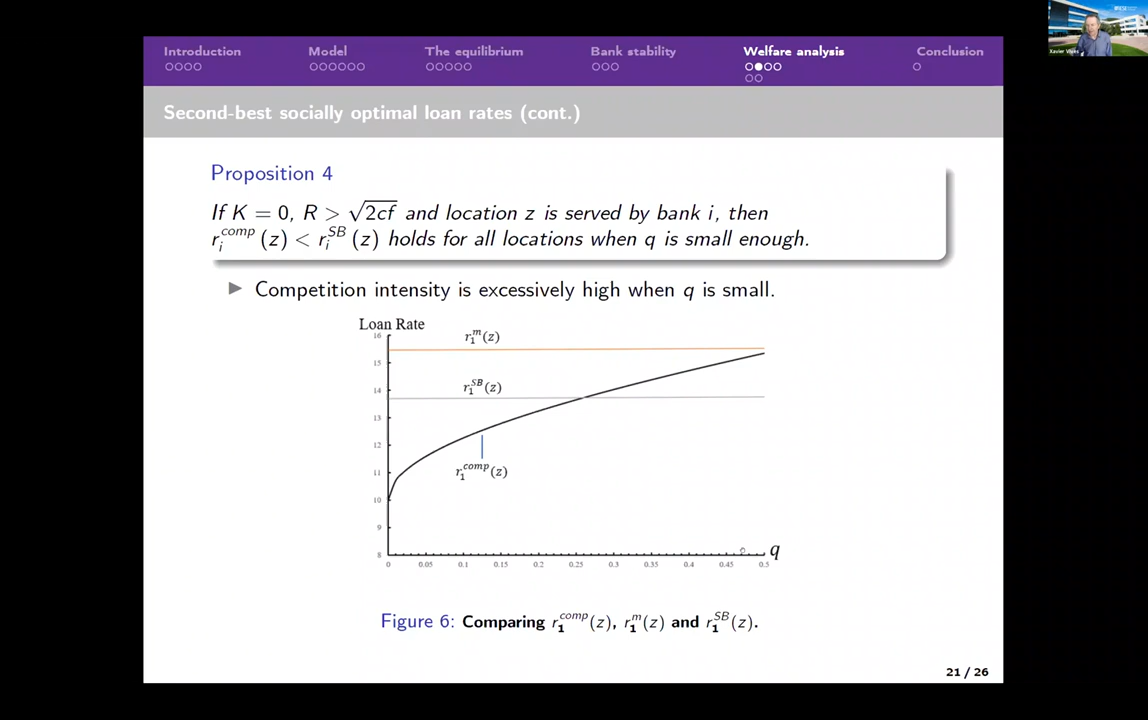 Introduction Model The equilibrium Bank stability Welfare analysis Conclusion
Second-best socially optimal loan rates (cont.)
Proposition 4
If K = 0, R > √2cf and location z is served by bank i, then
r_i^comp (z) < r_i^SB (z) holds for all locations when q is small enough.
▶ Competition intensity is excessively high when q is small.
Loan Rate
16
15
14
13
12
11
10
9
8
r_1^m(z)
r_1^SB(z)
r_1^comp(z)
0 0.05 0.1 0.15 0.2 0.25 0.3 0.35 0.4 0.45 0.5
q
Figure 6: Comparing r_1^comp(z), r_1^m(z) and r_1^SB(z).
21 / 26